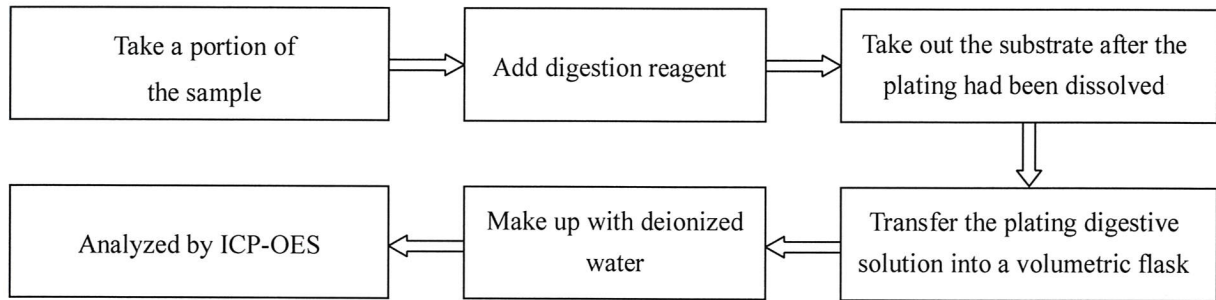 Take a portion of
the sample
Add digestion reagent
Take out the substrate after the
plating had been dissolved
Transfer the plating digestive
solution into a volumetric flask
Make up with deionized
water
Analyzed by ICP-OES